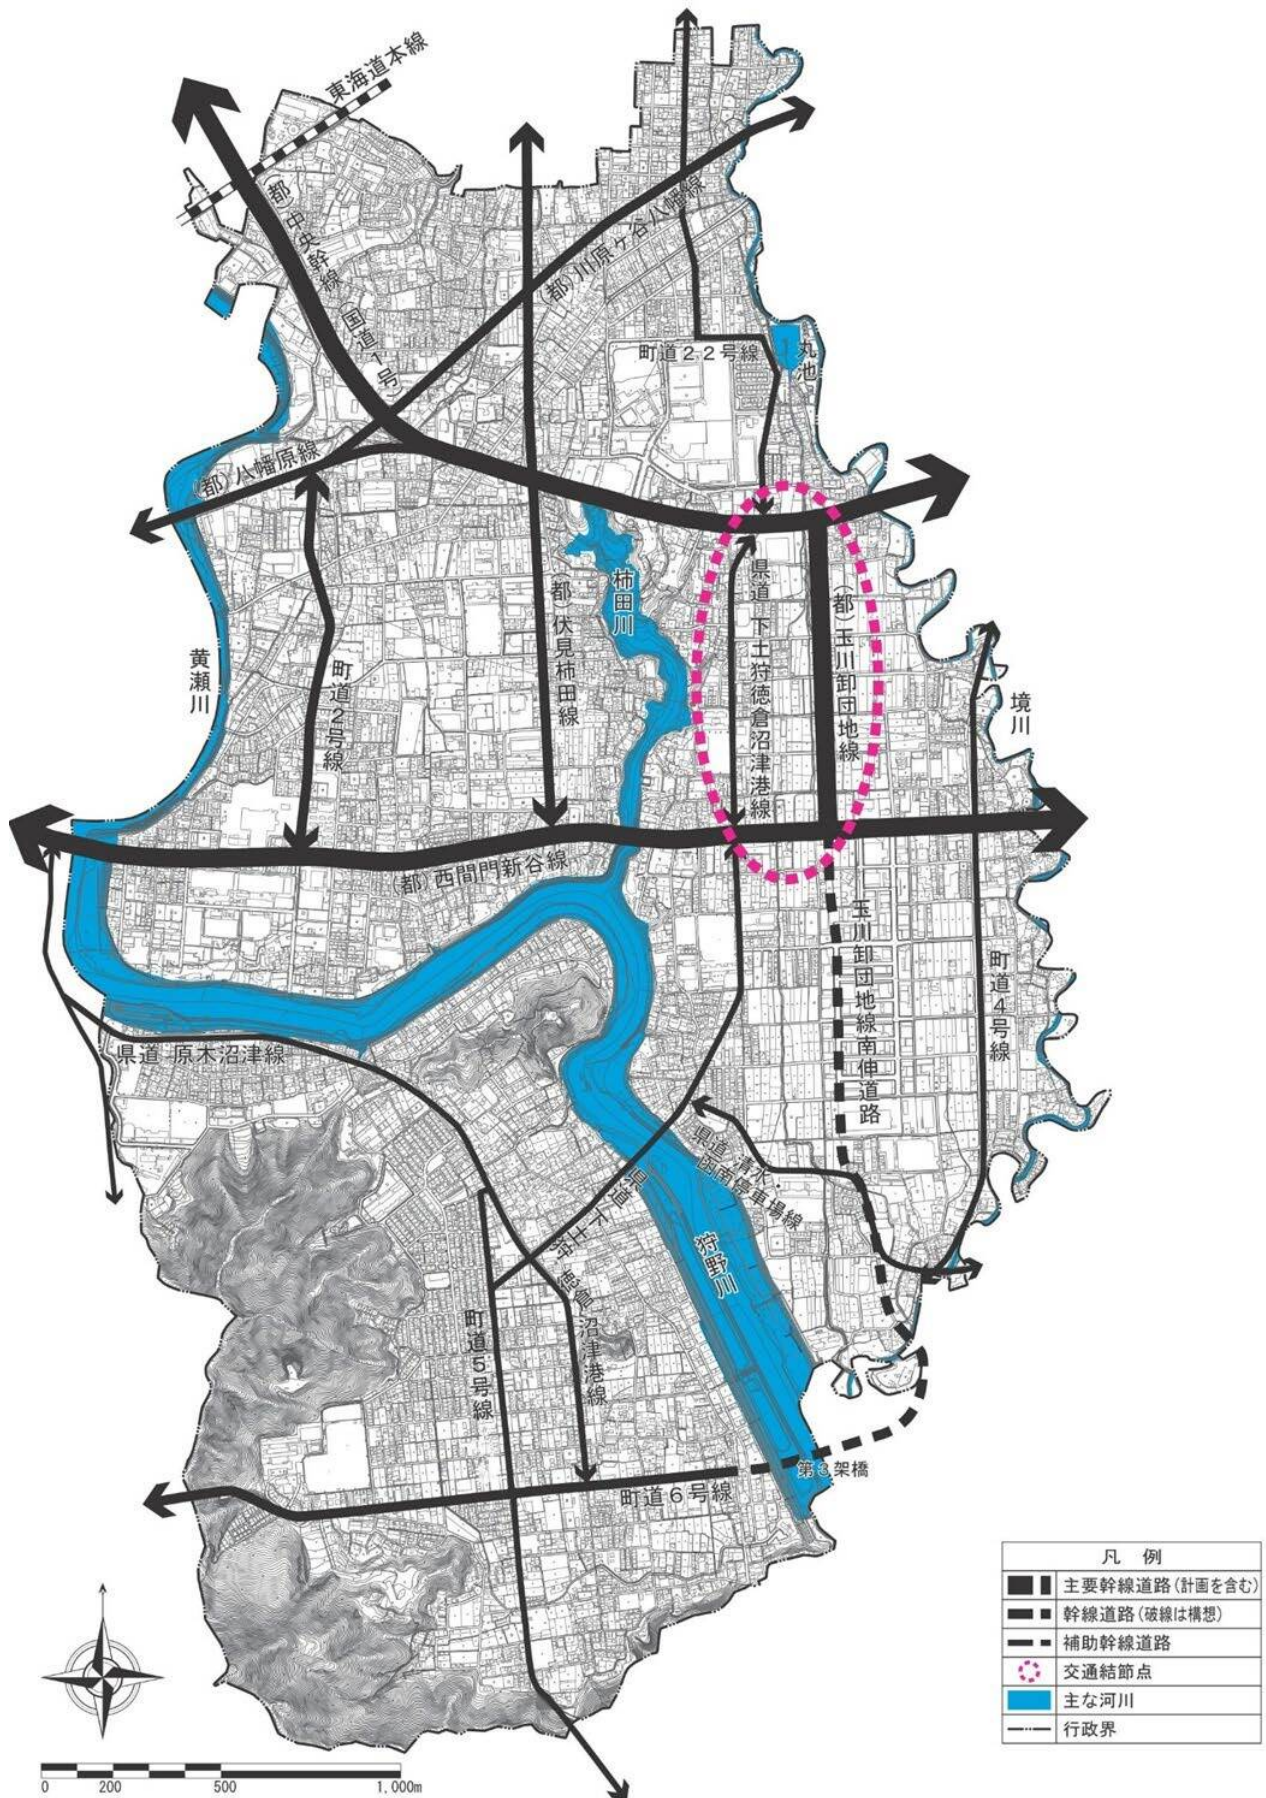 東海道本線
(都)中央幹線
(国道1号)
(都)川原ヶ谷八幡線
町道22号線
丸池
(都)八幡原線
柿田川
(都)伏見柿田線
県道 下土狩徳倉沼津港線
(都)玉川卸団地線
黄瀬川
町道2号線
境川
(都)西間門新谷線
玉川卸団地線南伸道路
町道4号線
県道 原木沼津線
県道 清水・
函南停車場線
県道 下土狩 徳倉 沼津港線
狩野川
町道5号線
第3架橋
町道6号線
凡 例
主要幹線道路(計画を含む)
幹線道路(破線は構想)
補助幹線道路
交通結節点
主な河川
行政界
0 200 500 1,000m